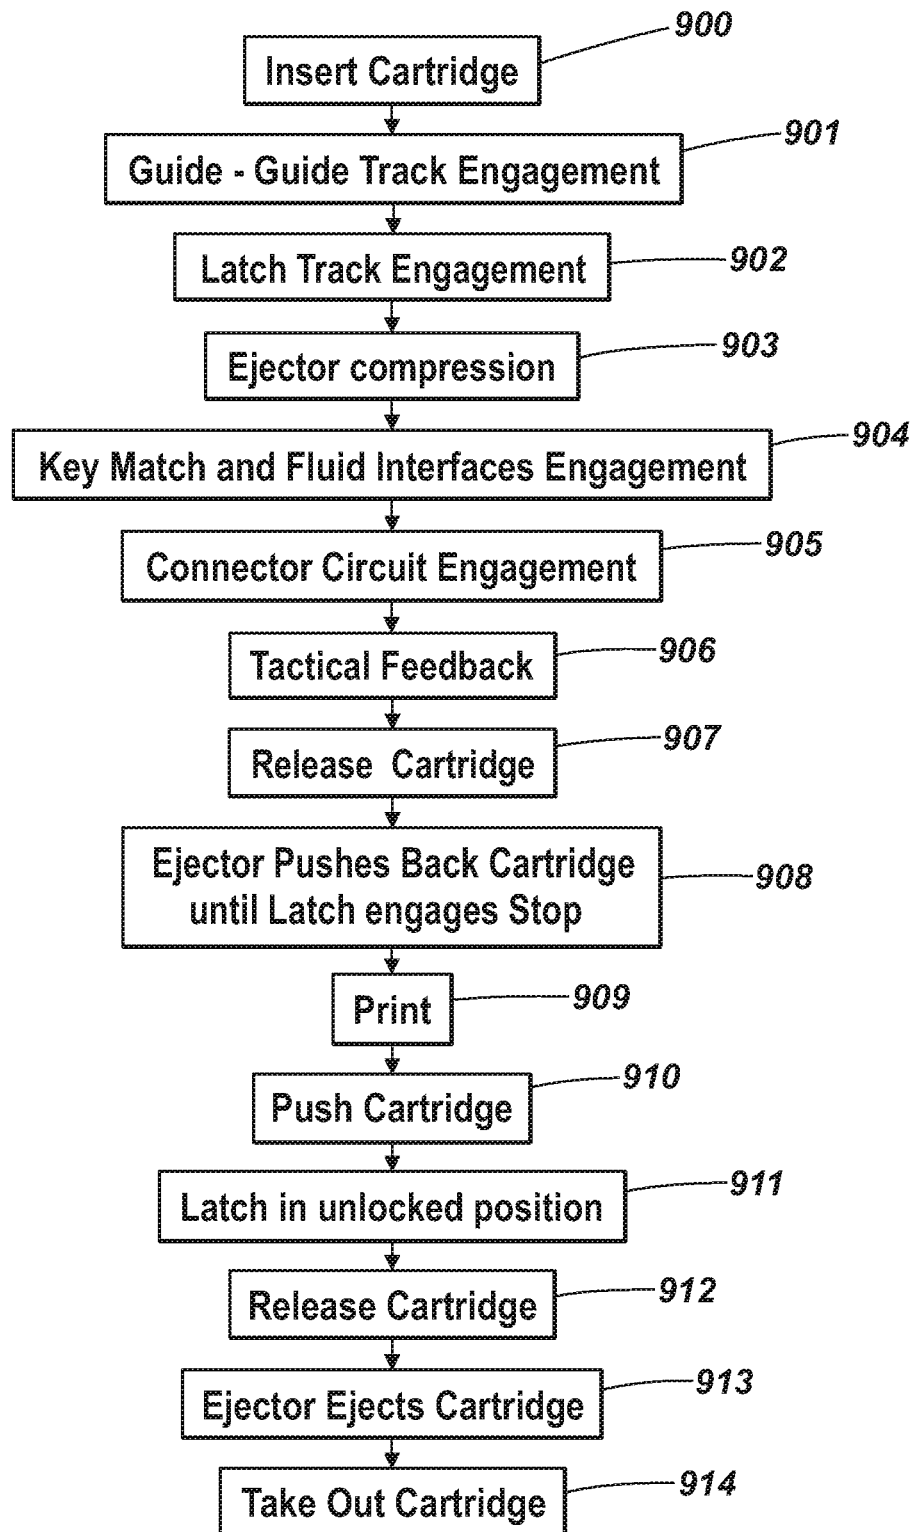 900
Insert Cartridge
901
Guide - Guide Track Engagement
902
Latch Track Engagement
903
Ejector compression
904
Key Match and Fluid Interfaces Engagement
905
Connector Circuit Engagement
906
Tactical Feedback
907
Release Cartridge
Ejector Pushes Back Cartridge
908
until Latch engages Stop
909
Print
910
Push Cartridge
911
Latch in unlocked position
912
Release Cartridge
913
Ejector Ejects Cartridge
914
Take Out Cartridge